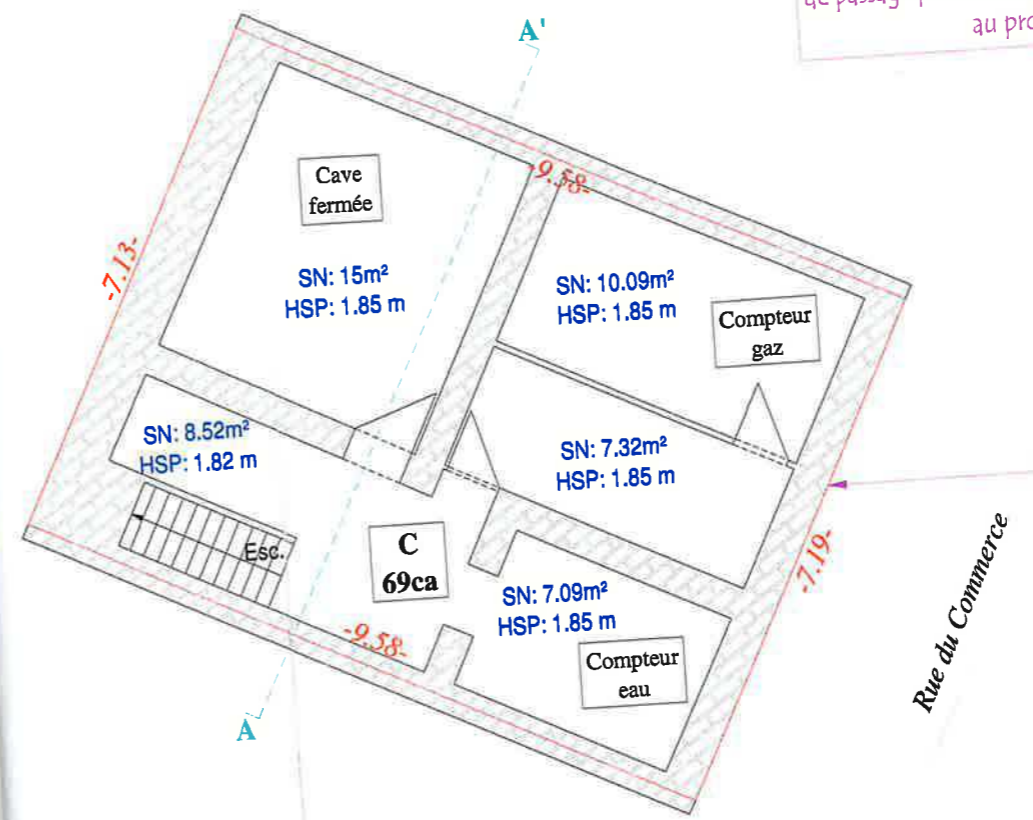 de passag
au pro
A'
-9.58-
Cave
fermée
-7.13-
SN: 15m²
HSP: 1.85 m
SN: 10.09m²
HSP: 1.85 m
Compteur
gaz
SN: 8.52m²
HSP: 1.82 m
SN: 7.32m²
HSP: 1.85 m
Esc.
C
69ca
-7.19-
Rue du Commerce
SN: 7.09m²
HSP: 1.85 m
-9.58-
Compteur
eau
A